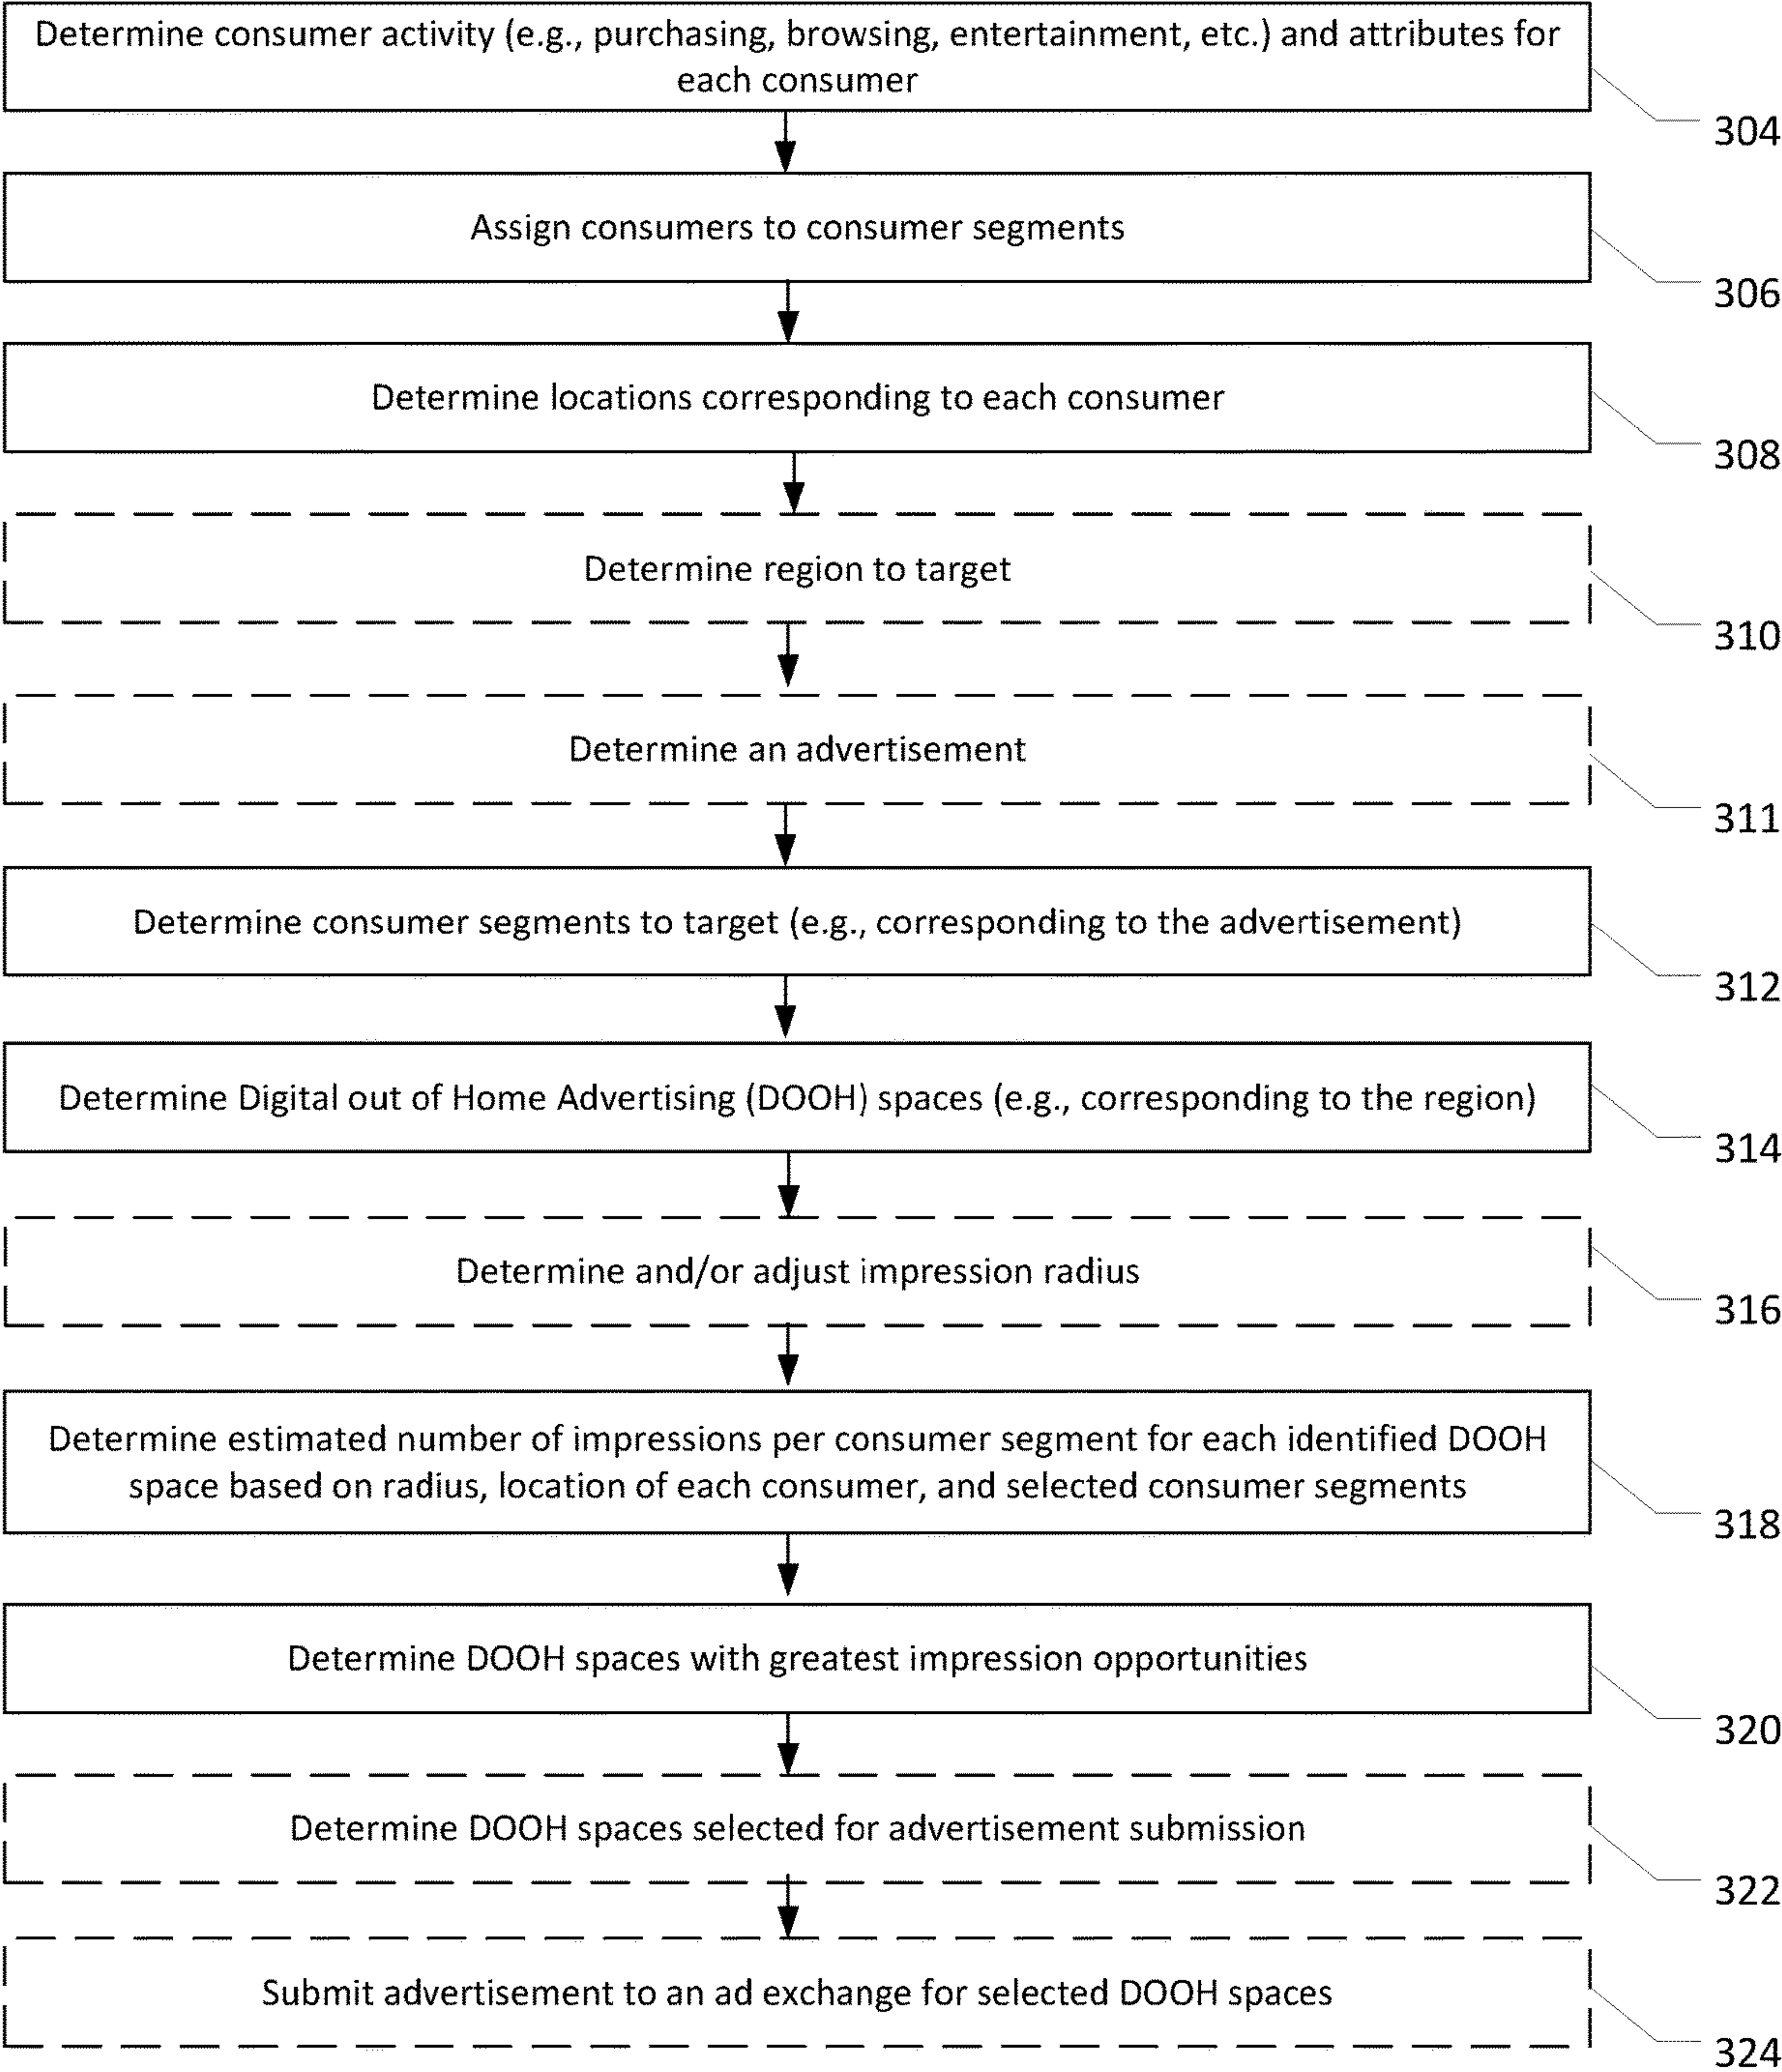 Determine consumer activity (e.g., purchasing, browsing, entertainment, etc.) and attributes for
each consumer
304
Assign consumers to consumer segments
306
Determine locations corresponding to each consumer
308
Determine region to target
310
Determine an advertisement
311
Determine consumer segments to target (e.g., corresponding to the advertisement)
312
Determine Digital out of Home Advertising (DOOH) spaces (e.g., corresponding to the region)
314
Determine and/or adjust impression radius
316
Determine estimated number of impressions per consumer segment for each identified DOOH
space based on radius, location of each consumer, and selected consumer segments
318
Determine DOOH spaces with greatest impression opportunities
320
Determine DOOH spaces selected for advertisement submission
322
Submit advertisement to an ad exchange for selected DOOH spaces
324